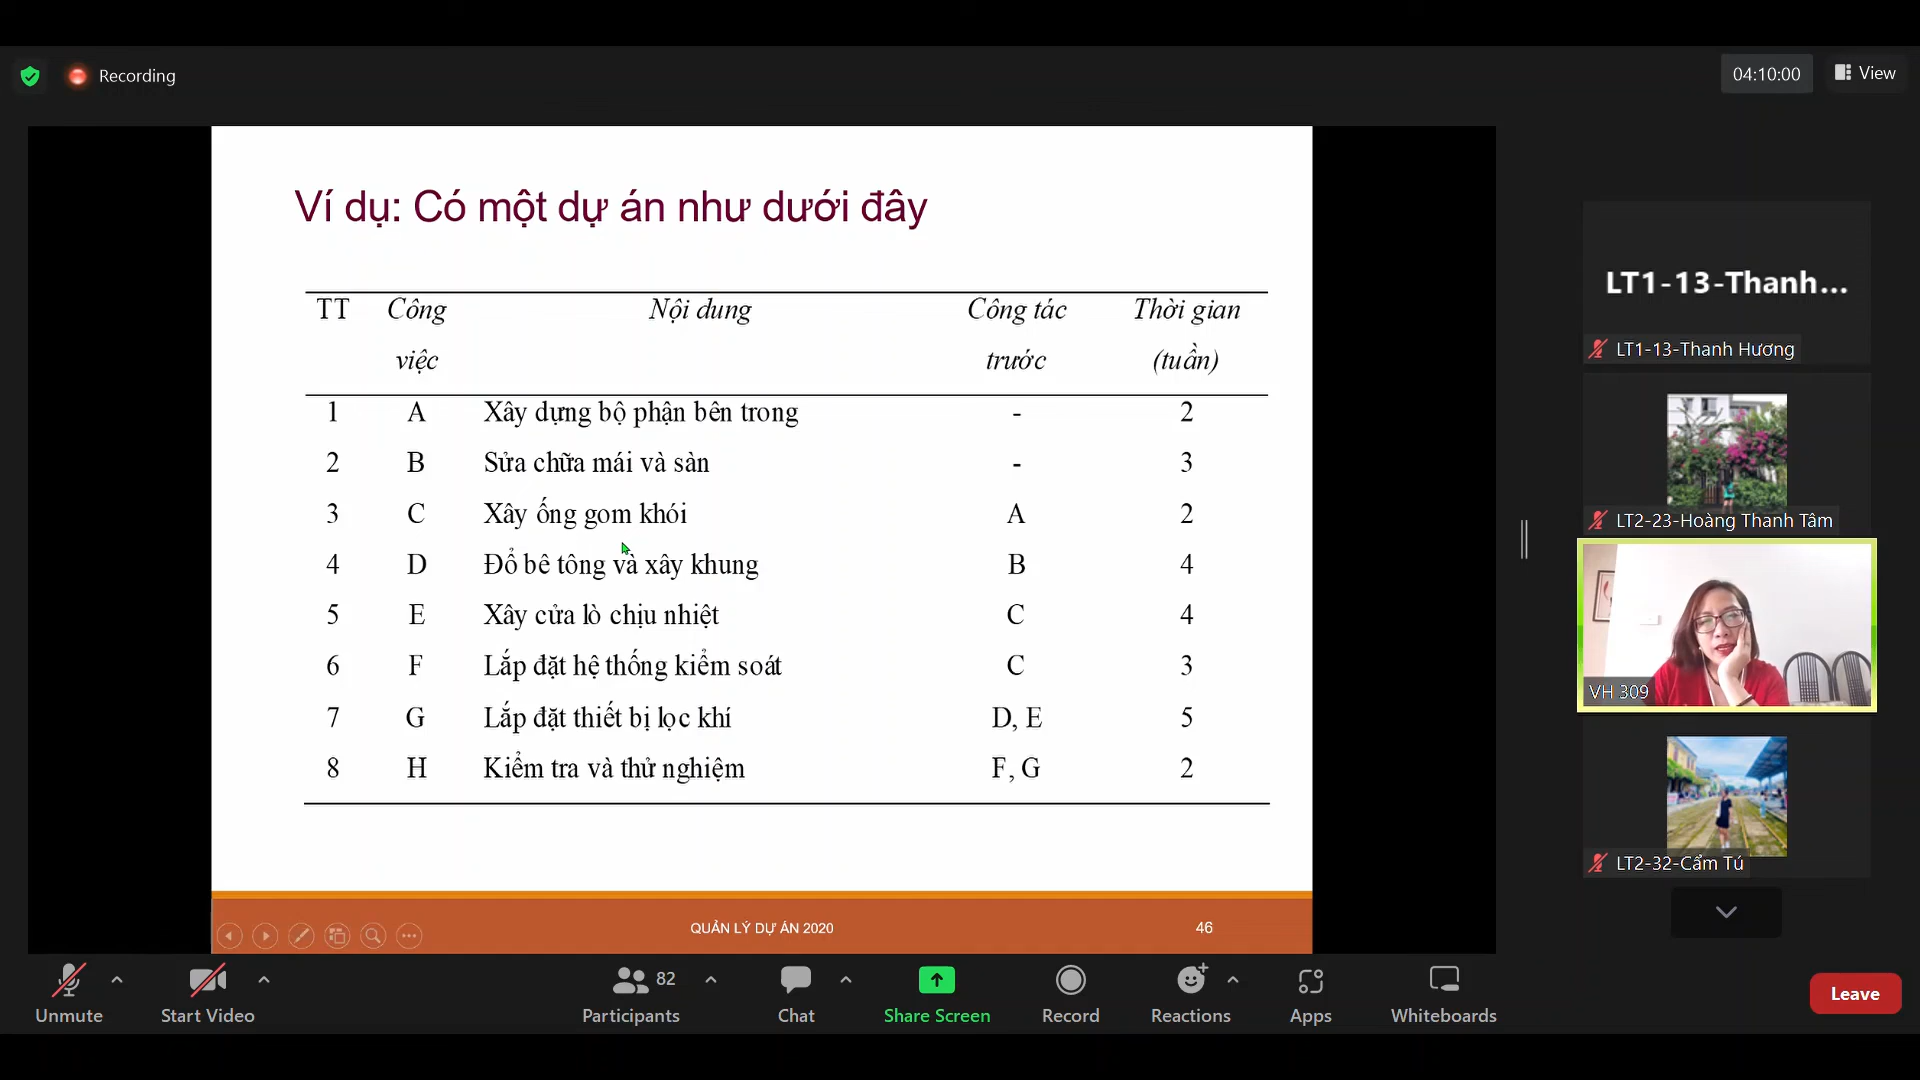 Recording
04:10:00
View
Ví dụ: Có một dự án như dưới đây
TT Công việc Nội dung Công tác trước Thời gian (tuần)
1 A Xây dựng bộ phận bên trong - 2
2 B Sửa chữa mái và sàn - 3
3 C Xây ống gom khói A 2
4 D Đổ bê tông và xây khung B 4
5 E Xây cửa lò chịu nhiệt C 4
6 F Lắp đặt hệ thống kiểm soát C 3
7 G Lắp đặt thiết bị lọc khí D, E 5
8 H Kiểm tra và thử nghiệm F, G 2
QUẢN LÝ DỰ ÁN 2020
46
LT1-13-Thanh...
LT1-13-Thanh Hương
LT2-23-Hoàng Thanh Tâm
VH 309
LT2-32-Cẩm Tú
Unmute
Start Video
82
Participants
Chat
Share Screen
Record
Reactions
Apps
Whiteboards
Leave